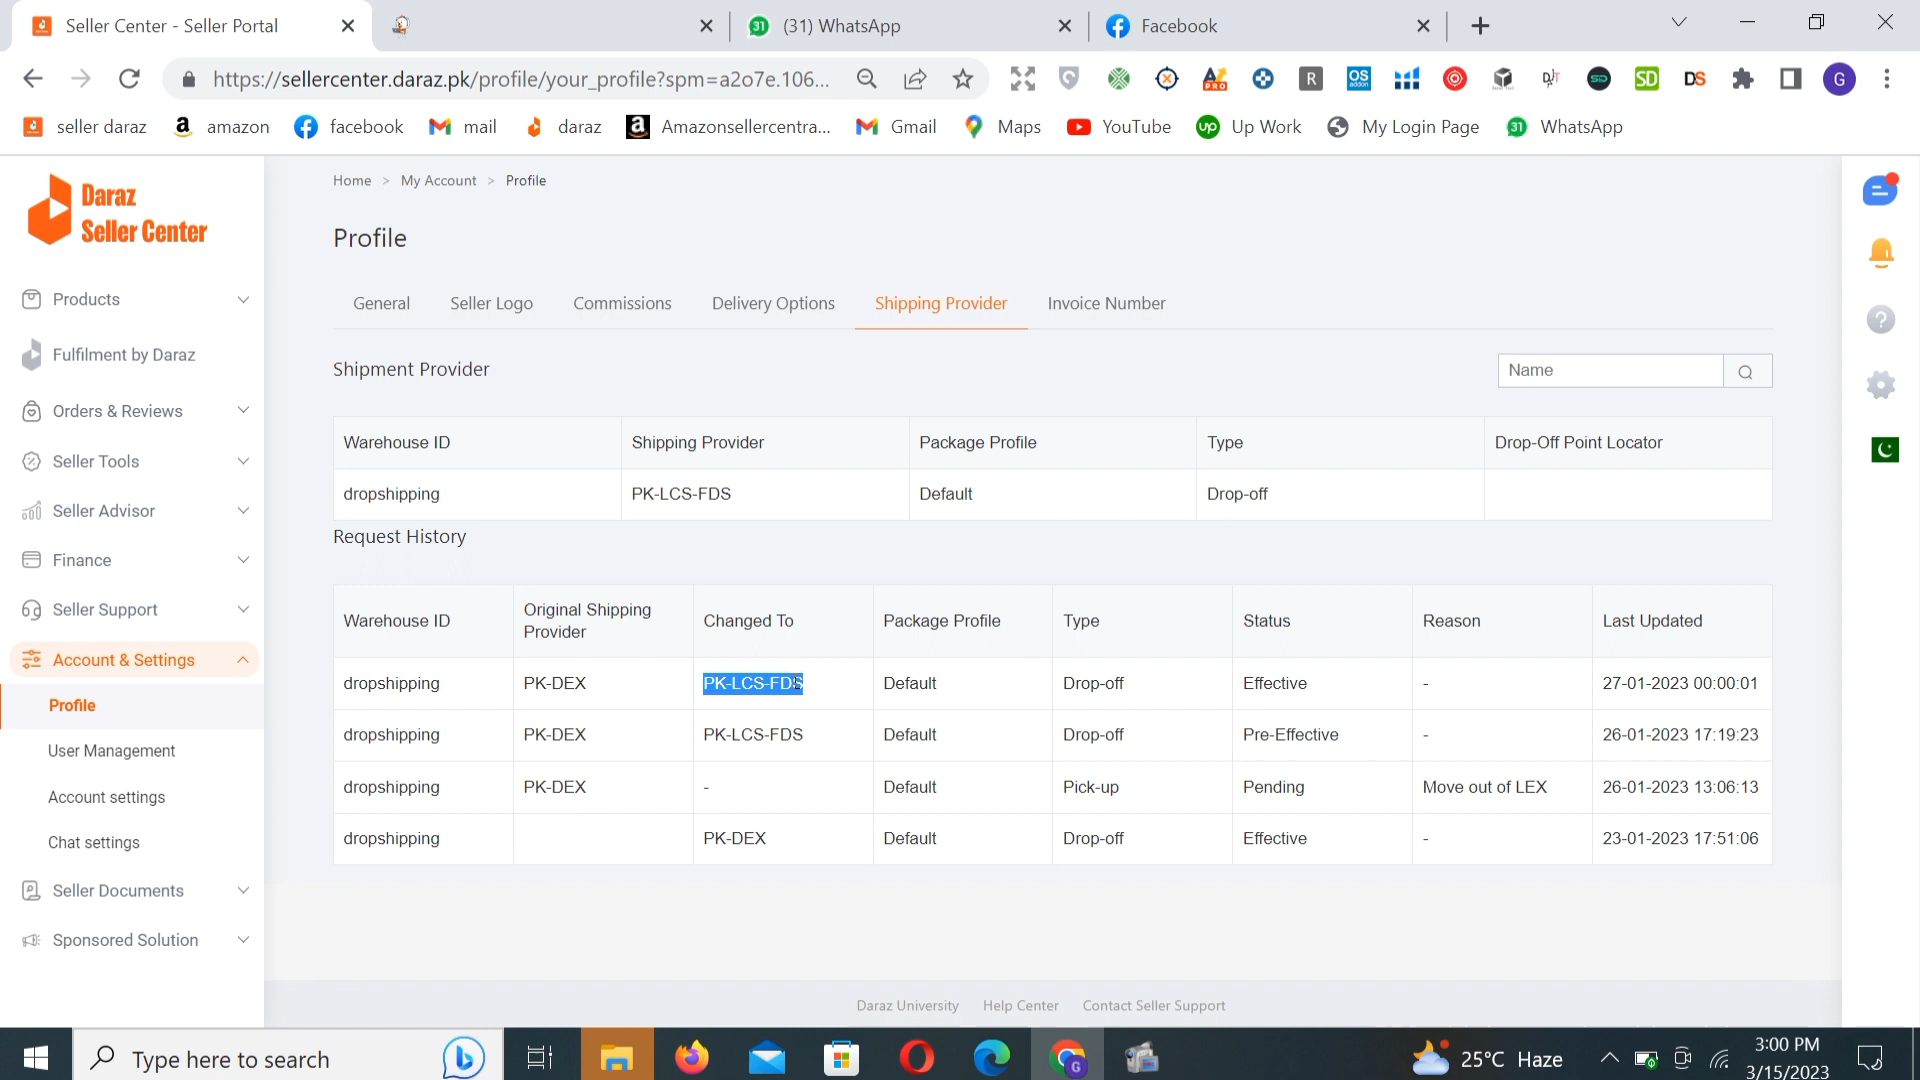 Seller Center - Seller Portal
(31) WhatsApp
Facebook
https://sellercenter.daraz.pk/profile/your_profile?spm=a2o7e.106...
seller daraz
amazon
facebook
mail
daraz
Amazonsellercentra...
Gmail
Maps
YouTube
Up Work
My Login Page
WhatsApp
Daraz
Seller Center
Products
Fulfilment by Daraz
Orders & Reviews
Seller Tools
Seller Advisor
Finance
Seller Support
Account & Settings
Profile
User Management
Account settings
Chat settings
Seller Documents
Sponsored Solution
Home > My Account > Profile
Profile
General Seller Logo Commissions Delivery Options Shipping Provider Invoice Number
Shipment Provider
Name
Warehouse ID Shipping Provider Package Profile Type Drop-Off Point Locator
dropshipping PK-LCS-FDS Default Drop-off
Request History
Warehouse ID Original Shipping Provider Changed To Package Profile Type Status Reason Last Updated
dropshipping PK-DEX PK-LCS-FDS Default Drop-off Effective - 27-01-2023 00:00:01
dropshipping PK-DEX PK-LCS-FDS Default Drop-off Pre-Effective - 26-01-2023 17:19:23
dropshipping PK-DEX - Default Pick-up Pending Move out of LEX 26-01-2023 13:06:13
dropshipping PK-DEX Default Drop-off Effective - 23-01-2023 17:51:06
Daraz University Help Center Contact Seller Support
Type here to search
25°C Haze
3:00 PM
3/15/2023